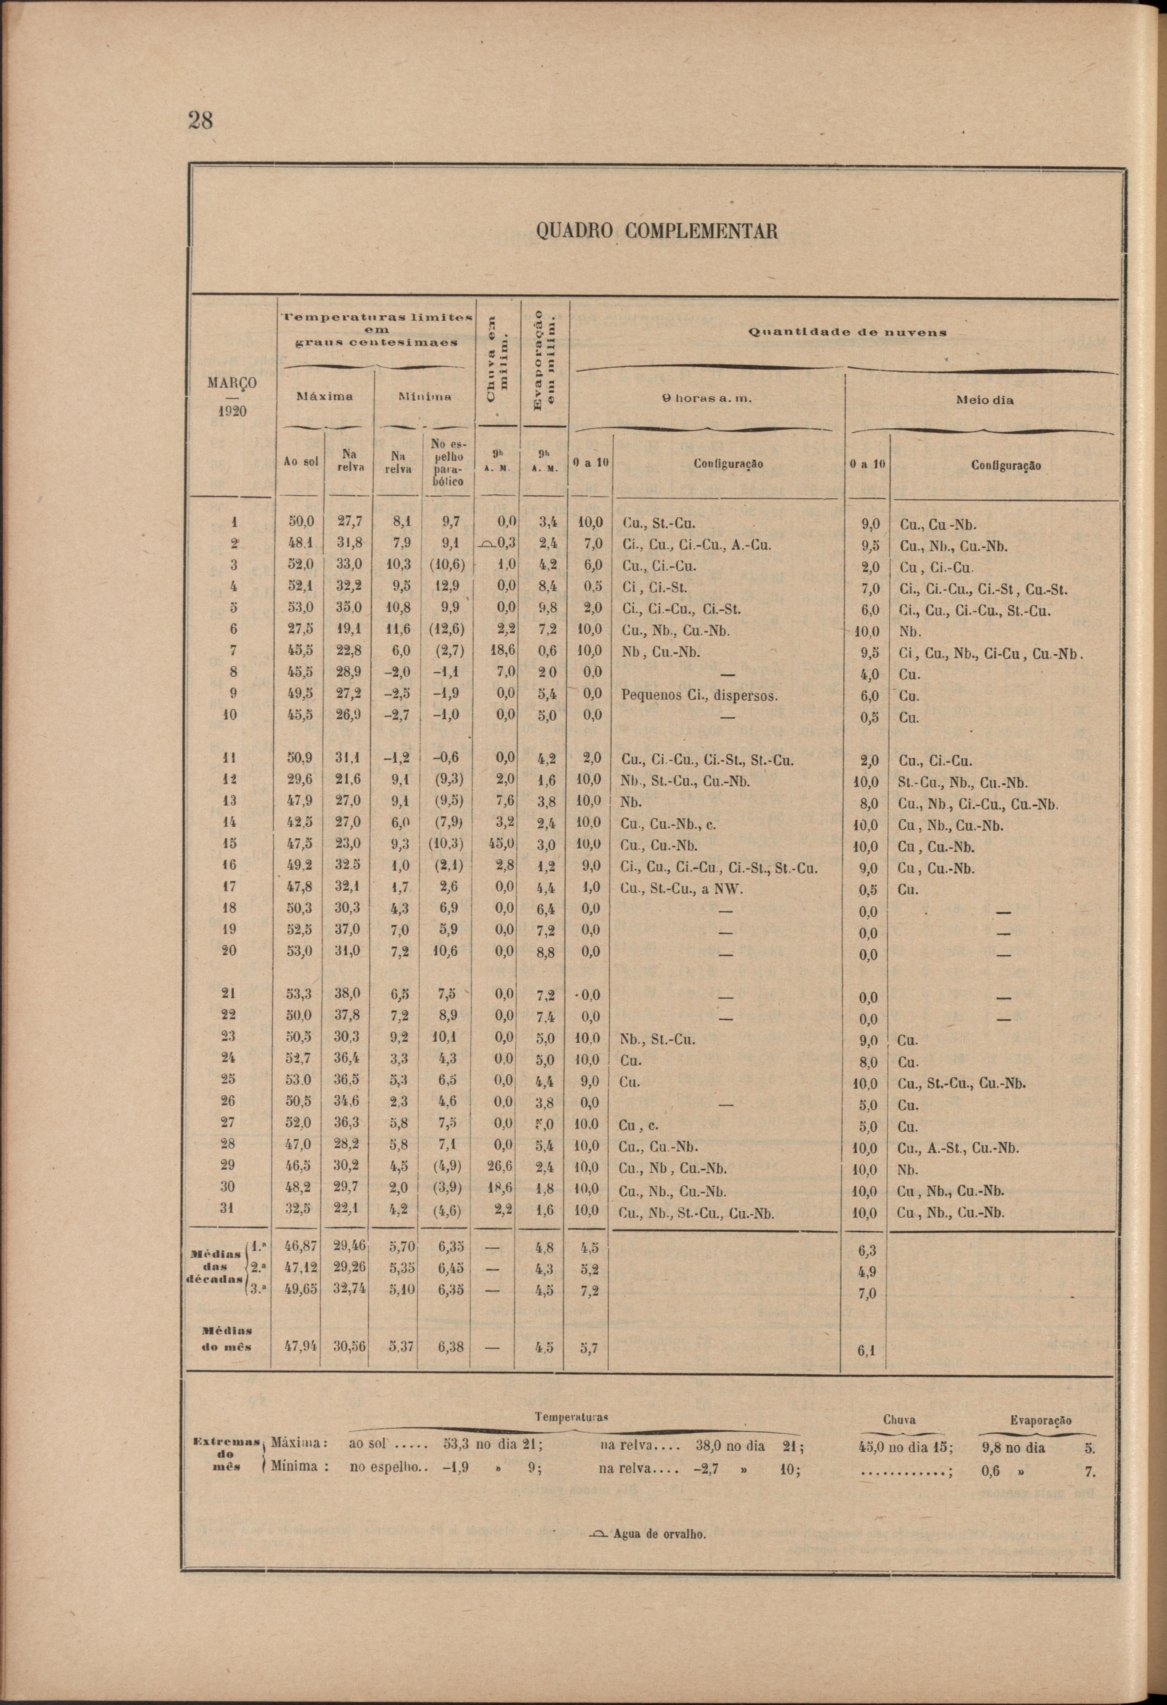 28
QUADRO COMPLEMENTAR
MARÇO
—
1920
Temperaturas limites
em
graus centesimaes
Chuva em
milim.
Evaporação
em milim.
Quantidade de nuvens
Máxima Minima 9 horas a. m. Meio dia
Ao sol Na relva Na relva No es-pelho para-bólico 9h A. M. 9h A. M. 0 a 10 Configuração 0 a 10 Configuração
1 50,0 27,7 8,1 9,7 0,0 3,4 10,0 Cu., St.-Cu. 9,0 Cu., Cu -Nb.
2 48,1 31,8 7,9 9,1 ⌓0,3 2,4 7,0 Ci., Cu., Ci.-Cu., A.-Cu. 9,5 Cu., Nb., Cu.-Nb.
3 52,0 33,0 10,3 (10,6) 1,0 4,2 6,0 Cu., Ci.-Cu. 2,0 Cu , Ci.-Cu.
4 52,1 32,2 9,5 12,9 0,0 8,4 0,5 Ci , Ci.-St. 7,0 Ci., Ci.-Cu., Ci.-St , Cu.-St.
5 53,0 35,0 10,8 9,9 0,0 9,8 2,0 Ci., Ci.-Cu., Ci.-St. 6,0 Ci., Cu., Ci.-Cu., St.-Cu.
6 27,5 19,1 11,6 (12,6) 2,2 7,2 10,0 Cu., Nb., Cu.-Nb. 10,0 Nb.
7 45,5 22,8 6,0 (2,7) 18,6 0,6 10,0 Nb , Cu.-Nb. 9,5 Ci , Cu., Nb., Ci-Cu , Cu.-Nb.
8 45,5 28,9 –2,0 –1,1 7,0 2 0 0,0 — 4,0 Cu.
9 49,5 27,2 –2,5 –1,9 0,0 5,4 0,0 Pequenos Ci., dispersos. 6,0 Cu.
10 45,5 26,9 –2,7 –1,0 0,0 5,0 0,0 — 0,5 Cu.
11 50,9 31,1 –1,2 –0,6 0,0 4,2 2,0 Cu., Ci.-Cu., Ci.-St., St.-Cu. 2,0 Cu., Ci.-Cu.
12 29,6 21,6 9,1 (9,3) 2,0 1,6 10,0 Nb., St.-Cu., Cu.-Nb. 10,0 St.-Cu., Nb., Cu.-Nb.
13 47,9 27,0 9,1 (9,5) 7,6 3,8 10,0 Nb. 8,0 Cu., Nb., Ci.-Cu., Cu.-Nb.
14 42,5 27,0 6,0 (7,9) 3,2 2,4 10,0 Cu., Cu.-Nb., c. 10,0 Cu , Nb., Cu.-Nb.
15 47,5 23,0 9,3 (10,3) 45,0 3,0 10,0 Cu., Cu.-Nb. 10,0 Cu , Cu.-Nb.
16 49,2 32 5 1,0 (2,1) 2,8 1,2 9,0 Ci., Cu., Ci.-Cu , Ci.-St., St.-Cu. 9,0 Cu , Cu.-Nb.
17 47,8 32,1 1,7 2,6 0,0 4,4 1,0 Cu., St.-Cu., a NW. 0,5 Cu.
18 50,3 30,3 4,3 6,9 0,0 6,4 0,0 — 0,0 —
19 52,5 37,0 7,0 5,9 0,0 7,2 0,0 — 0,0 —
20 53,0 31,0 7,2 10,6 0,0 8,8 0,0 — 0,0 —
21 53,3 38,0 6,5 7,5 0,0 7,2 0,0 — 0,0 —
22 50,0 37,8 7,2 8,9 0,0 7,4 0,0 — 0,0 —
23 50,5 30,3 9,2 10,1 0,0 5,0 10,0 Nb., St.-Cu. 9,0 Cu.
24 52,7 36,4 3,3 4,3 0,0 5,0 10,0 Cu. 8,0 Cu.
25 53 0 36,5 5,3 6,5 0,0 4,4 9,0 Cu. 10,0 Cu., St.-Cu., Cu.-Nb.
26 50,5 34,6 2,3 4,6 0,0 3,8 0,0 — 5,0 Cu.
27 52,0 36,3 5,8 7,5 0,0 5,0 10.0 Cu , c. 5,0 Cu.
28 47,0 28,2 5,8 7,1 0,0 5,4 10,0 Cu., Cu.-Nb. 10,0 Cu., A.-St., Cu.-Nb.
29 46,5 30,2 4,5 (4,9) 26,6 2,4 10,0 Cu., Nb , Cu.-Nb. 10,0 Nb.
30 48,2 29,7 2,0 (3,9) 18,6 1,8 10,0 Cu., Nb., Cu.-Nb. 10,0 Cu , Nb., Cu.-Nb.
31 32,5 22,1 4,2 (4,6) 2,2 1,6 10,0 Cu., Nb., St.-Cu., Cu.-Nb. 10,0 Cu , Nb., Cu.-Nb.
Médias das décadas
1.ª 46,87 29,46 5,70 6,35 — 4,8 4,5 6,3
2.ª 47,12 29,26 5,35 6,45 — 4,3 5,2 4,9
3.ª 49,65 32,74 5,10 6,35 — 4,5 7,2 7,0
Médias
do mês 47,94 30,56 5,37 6,38 — 4,5 5,7 6,1
Temperaturas Chuva Evaporação
Extremas do mês
Máxima: ao sol ..... 53,3 no dia 21; na relva.... 38,0 no dia 21; 45,0 no dia 15; 9,8 no dia 5.
Mínima : no espelho.. –1,9 » 9; na relva.... –2,7 » 10; ............; 0,6 » 7.
⌓ Agua de orvalho.